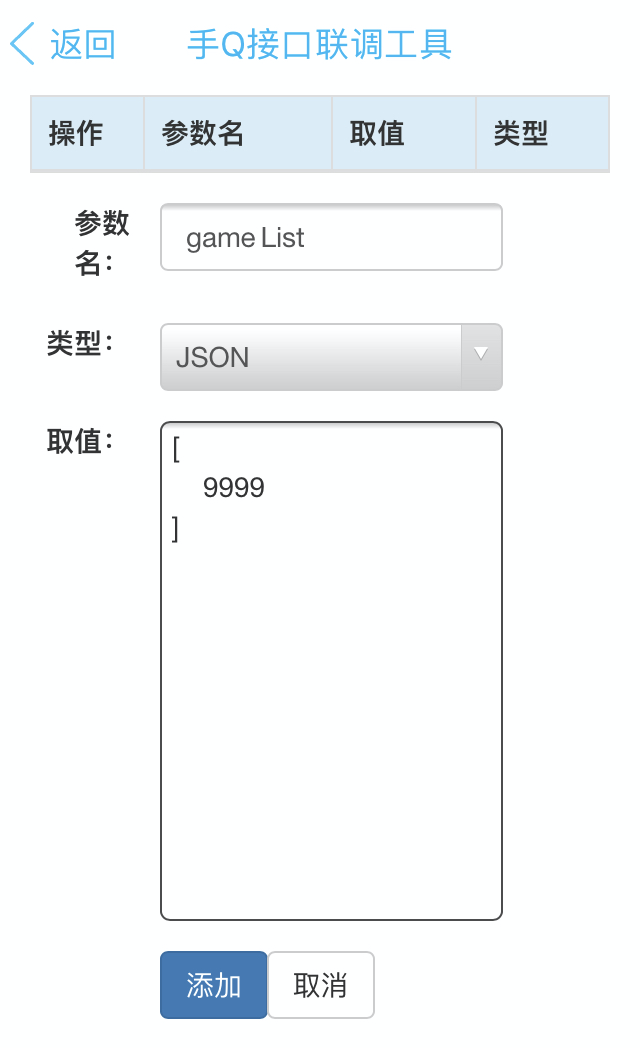 返回 手Q接口联调工具
操作 参数名 取值 类型
参数
名： game List
类型： JSON
取值： [
9999
]
添加 取消